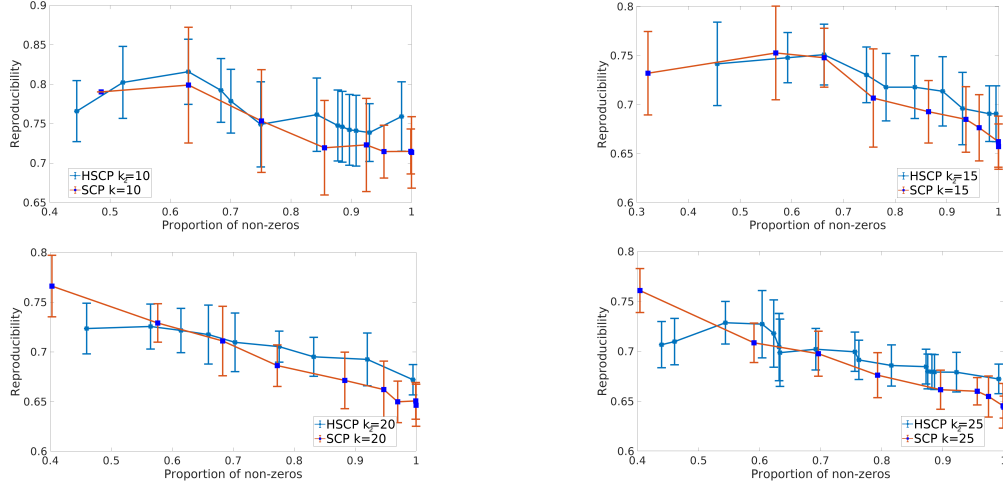 0.9
0.85
0.8
0.75
0.7
0.65
Reproducibility
HSCP k₂=10
SCP k=10
0.4 0.5 0.6 0.7 0.8 0.9 1
Proportion of non-zeros
0.8
0.75
0.7
0.65
0.6
Reproducibility
HSCP k₂=15
SCP k=15
0.3 0.4 0.5 0.6 0.7 0.8 0.9 1
Proportion of non-zeros
0.8
0.75
0.7
0.65
0.6
Reproducibility
HSCP k₂=20
SCP k=20
0.4 0.5 0.6 0.7 0.8 0.9 1
Proportion of non-zeros
0.8
0.75
0.7
0.65
0.6
Reproducibility
HSCP k₂=25
SCP k=25
0.4 0.5 0.6 0.7 0.8 0.9 1
Proportion of non-zeros